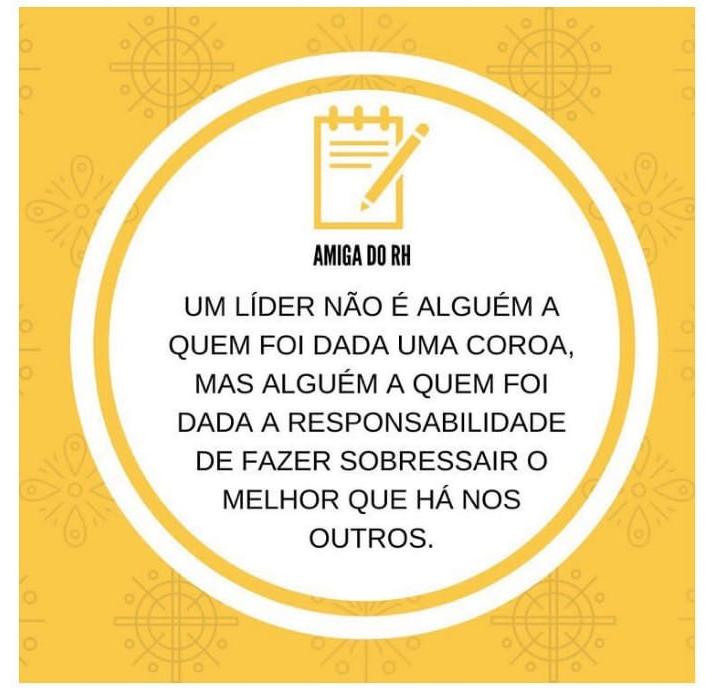 AMIGA DO RH
UM LÍDER NÃO É ALGUÉM A
QUEM FOI DADA UMA COROA,
MAS ALGUÉM A QUEM FOI
DADA A RESPONSABILIDADE
DE FAZER SOBRESSAIR O
MELHOR QUE HÁ NOS
OUTROS.